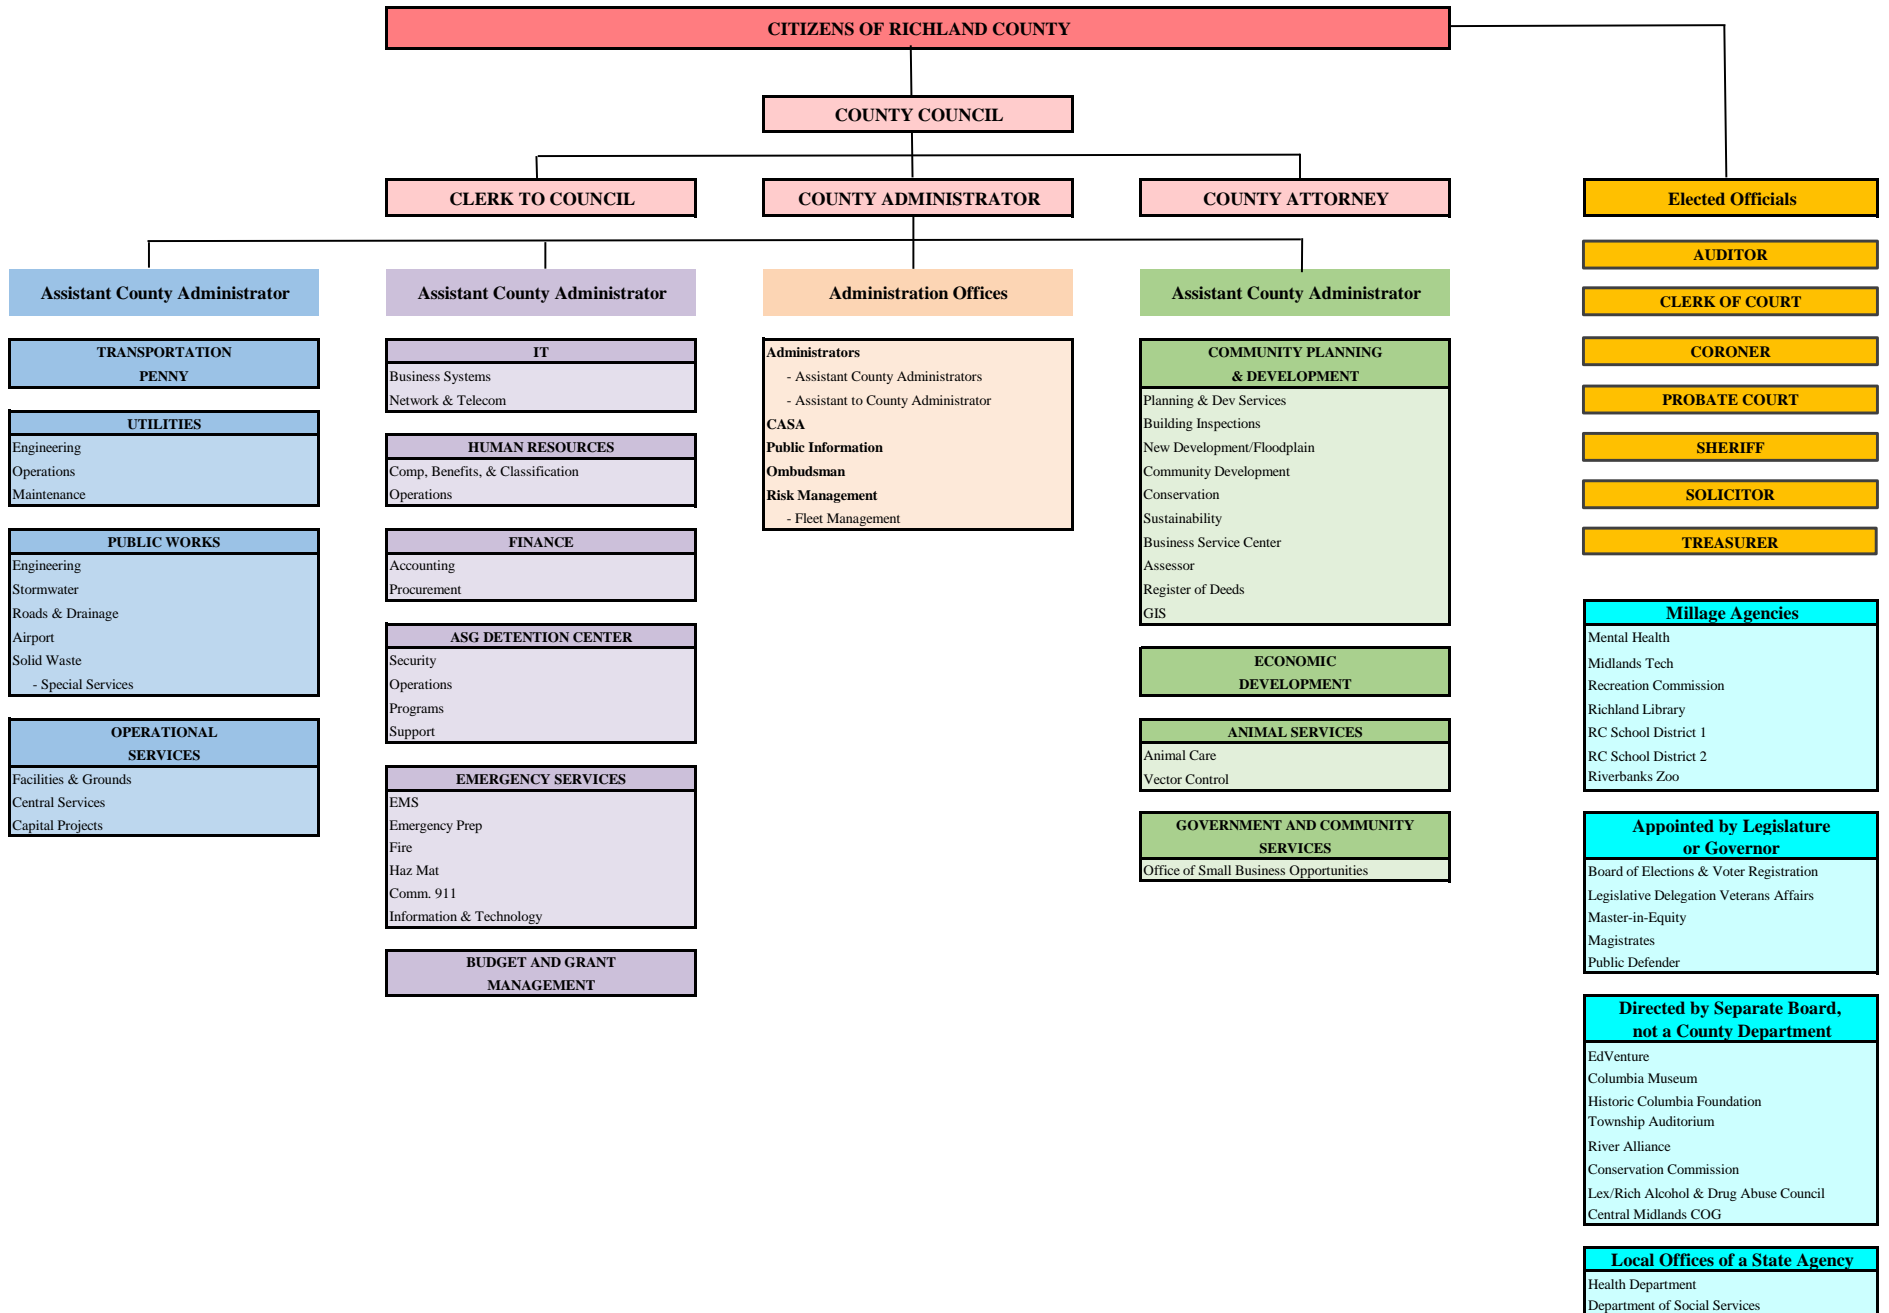 CITIZENS OF RICHLAND COUNTY
COUNTY COUNCIL
CLERK TO COUNCIL
COUNTY ADMINISTRATOR
COUNTY ATTORNEY
Assistant County Administrator
TRANSPORTATION
PENNY
UTILITIES
Engineering
Operations
Maintenance
PUBLIC WORKS
Engineering
Stormwater
Roads & Drainage
Airport
Solid Waste
- Special Services
OPERATIONAL
SERVICES
Facilities & Grounds
Central Services
Capital Projects
Assistant County Administrator
IT
Business Systems
Network & Telecom
HUMAN RESOURCES
Comp, Benefits, & Classification
Operations
FINANCE
Accounting
Procurement
ASG DETENTION CENTER
Security
Operations
Programs
Support
EMERGENCY SERVICES
EMS
Emergency Prep
Fire
Haz Mat
Comm. 911
Information & Technology
BUDGET AND GRANT
MANAGEMENT
Administration Offices
Administrators
- Assistant County Administrators
- Assistant to County Administrator
CASA
Public Information
Ombudsman
Risk Management
- Fleet Management
Assistant County Administrator
COMMUNITY PLANNING
& DEVELOPMENT
Planning & Dev Services
Building Inspections
New Development/Floodplain
Community Development
Conservation
Sustainability
Business Service Center
Assessor
Register of Deeds
GIS
ECONOMIC
DEVELOPMENT
ANIMAL SERVICES
Animal Care
Vector Control
GOVERNMENT AND COMMUNITY
SERVICES
Office of Small Business Opportunities
Elected Officials
AUDITOR
CLERK OF COURT
CORONER
PROBATE COURT
SHERIFF
SOLICITOR
TREASURER
Millage Agencies
Mental Health
Midlands Tech
Recreation Commission
Richland Library
RC School District 1
RC School District 2
Riverbanks Zoo
Appointed by Legislature
or Governor
Board of Elections & Voter Registration
Legislative Delegation Veterans Affairs
Master-in-Equity
Magistrates
Public Defender
Directed by Separate Board,
not a County Department
EdVenture
Columbia Museum
Historic Columbia Foundation
Township Auditorium
River Alliance
Conservation Commission
Lex/Rich Alcohol & Drug Abuse Council
Central Midlands COG
Local Offices of a State Agency
Health Department
Department of Social Services